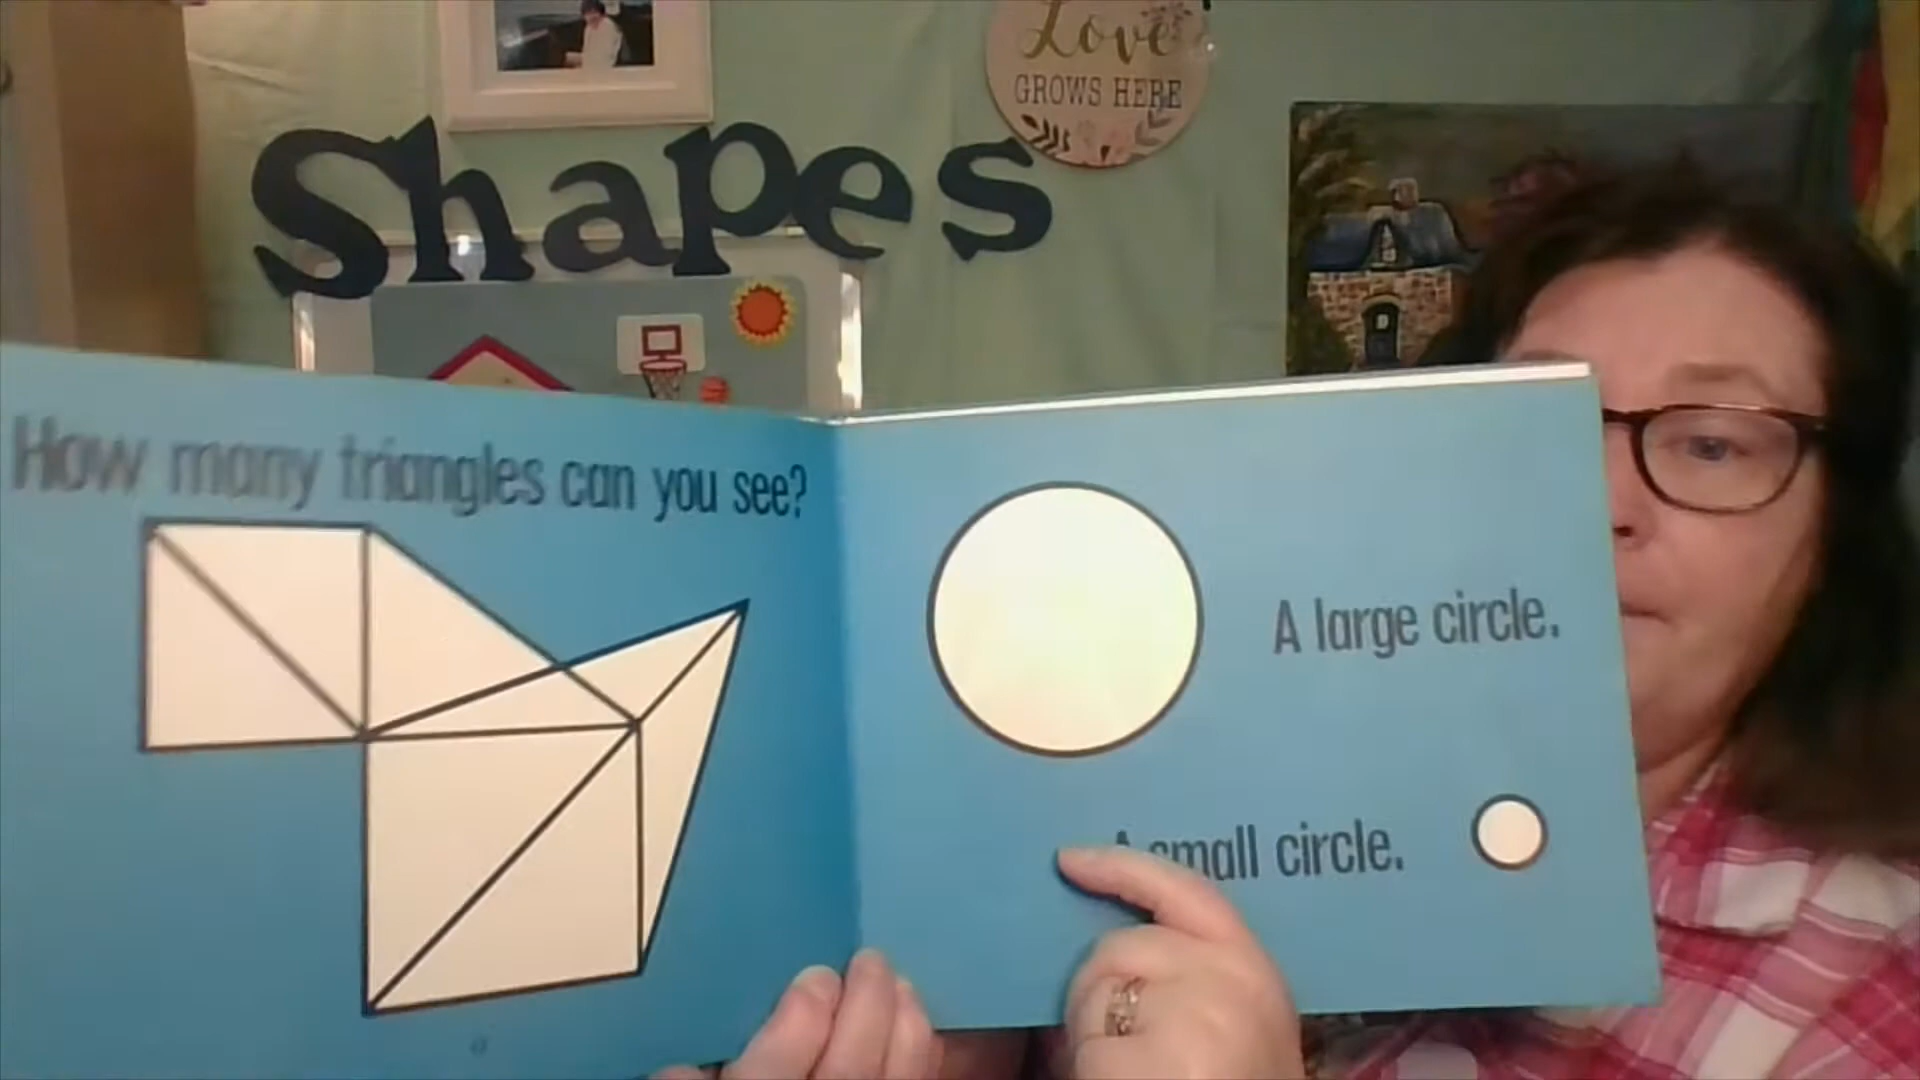 Love
GROWS HERE
Shapes
How many triangles can you see?
A large circle.
A small circle.